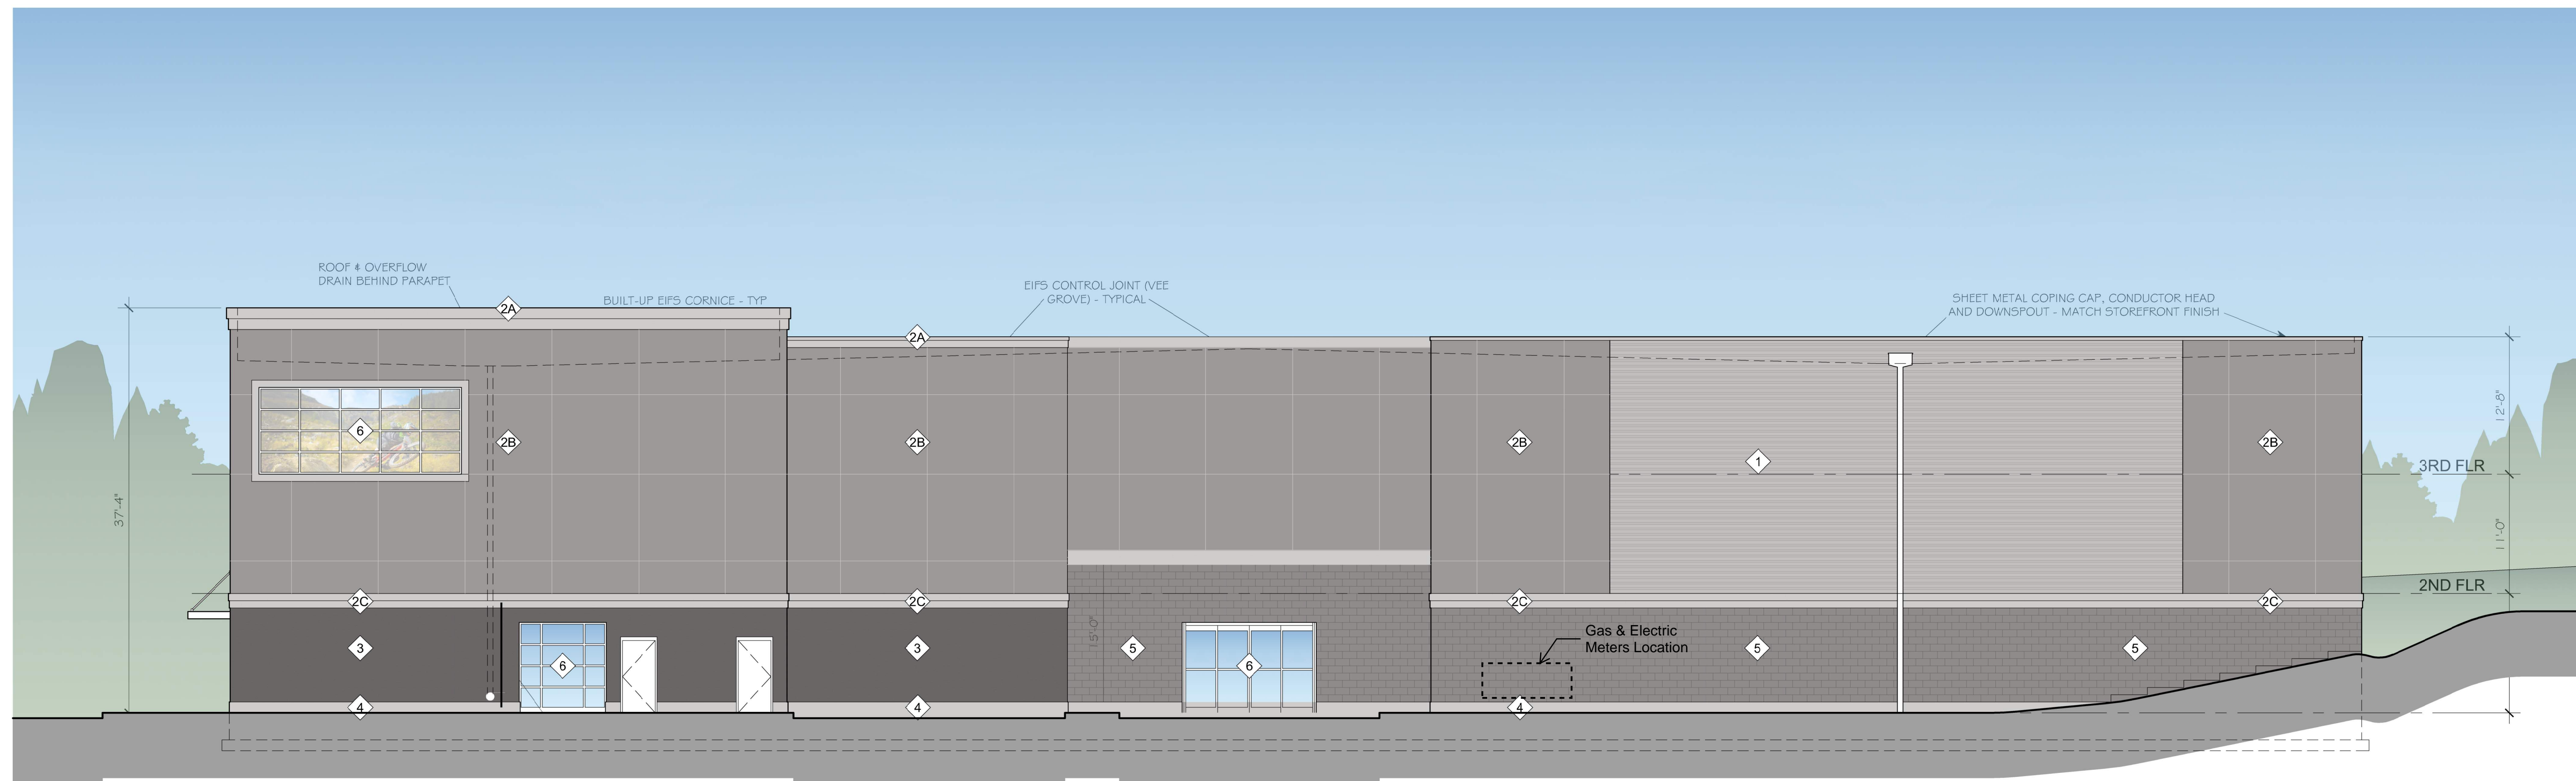 ROOF & OVERFLOW
DRAIN BEHIND PARAPET
BUILT-UP EIFS CORNICE - TYP
EIFS CONTROL JOINT (VEE
GROVE) - TYPICAL
SHEET METAL COPING CAP, CONDUCTOR HEAD
AND DOWNSPOUT - MATCH STOREFRONT FINISH
2A
2A
12'-8"
6
2B
2B
2B
2B
1
3RD FLR
37'-4"
11'-0"
2ND FLR
2C
2C
2C
2C
15'-0"
Gas & Electric
Meters Location
3
3
5
5
5
6
6
4
4
4